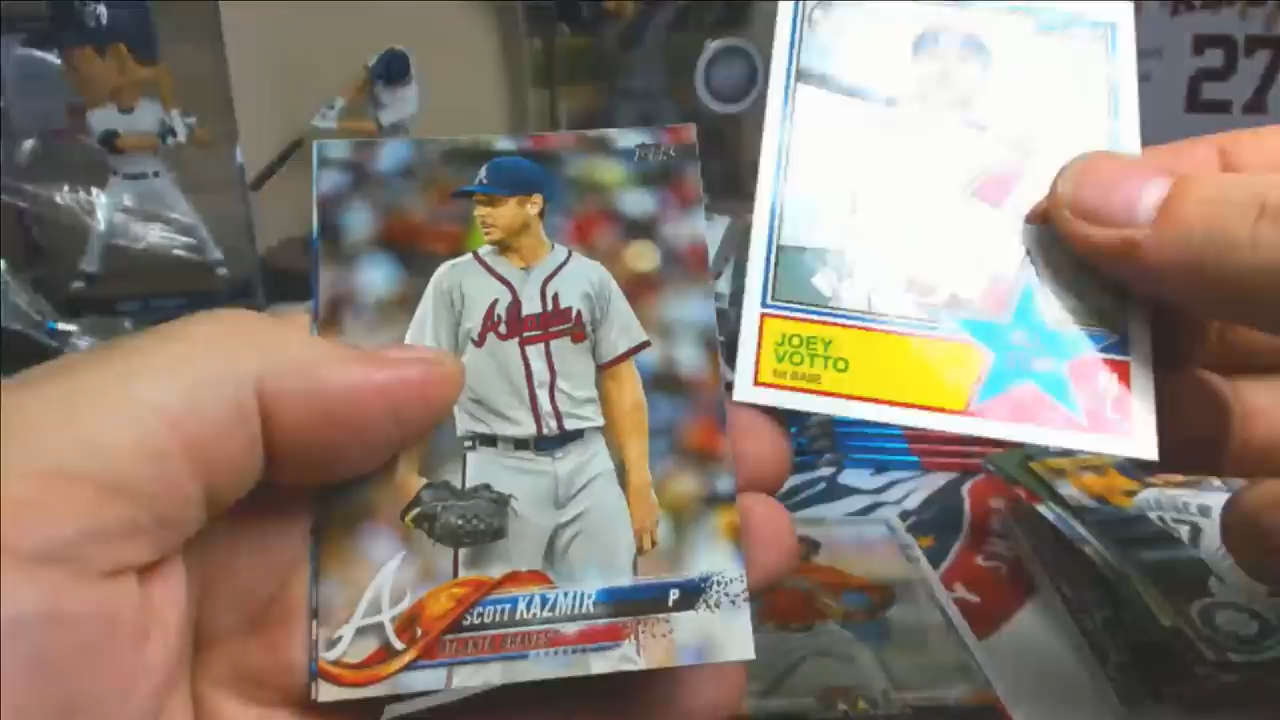 27
A
Atlanta
JOEY
VOTTO
1st BASE
A
SCOTT KAZMIR P
ATLANTA BRAVES